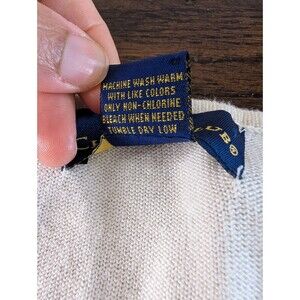 MACHINE WASH WARM
WITH LIKE COLORS
ONLY NON-CHLORINE
BLEACH WHEN NEEDED
TUMBLE DRY LOW